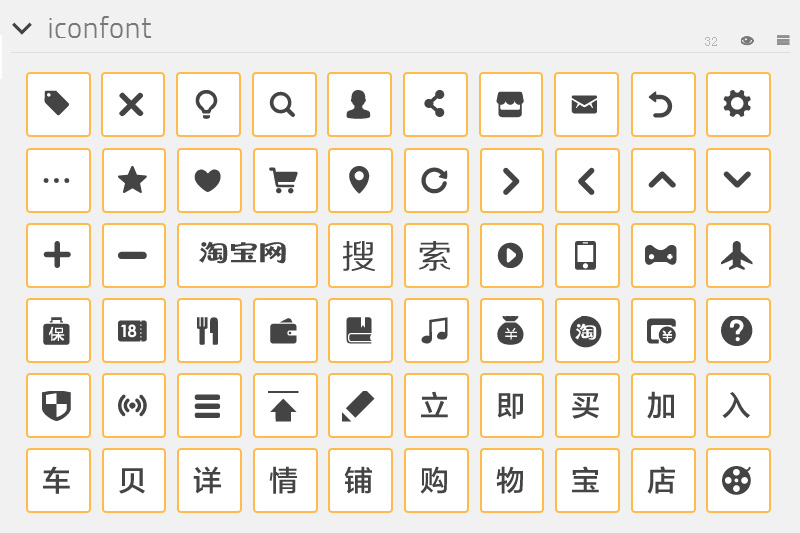 iconfont
32
淘宝网 搜 索
保 18 ¥ 淘 ¥ ?
立 即 买 加 入
车 贝 详 情 铺 购 物 宝 店